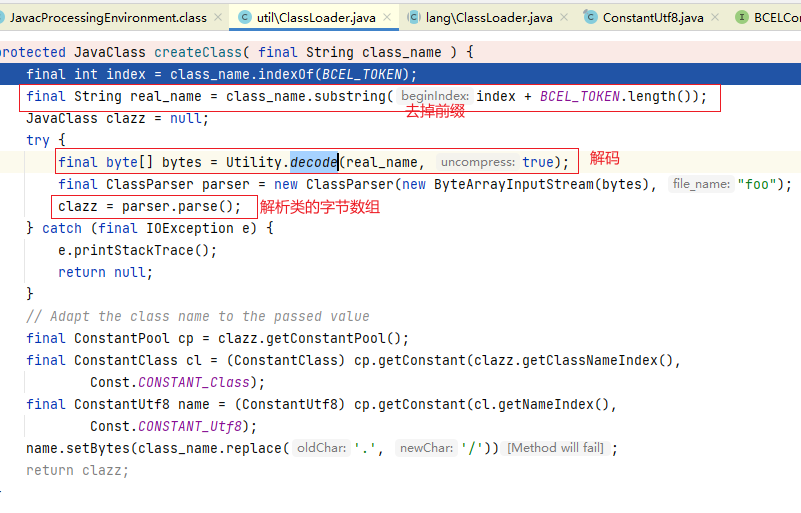 JavacProcessingEnvironment.class util\ClassLoader.java lang\ClassLoader.java ConstantUtf8.java BCELCon
protected JavaClass createClass( final String class_name ) {
final int index = class_name.indexOf(BCEL_TOKEN);
final String real_name = class_name.substring( beginIndex: index + BCEL_TOKEN.length());
去掉前缀
JavaClass clazz = null;
try {
final byte[] bytes = Utility.decode(real_name, uncompress: true); 解码
final ClassParser parser = new ClassParser(new ByteArrayInputStream(bytes), file_name: "foo");
clazz = parser.parse(); 解析类的字节数组
} catch (final IOException e) {
e.printStackTrace();
return null;
}
// Adapt the class name to the passed value
final ConstantPool cp = clazz.getConstantPool();
final ConstantClass cl = (ConstantClass) cp.getConstant(clazz.getClassNameIndex(),
Const.CONSTANT_Class);
final ConstantUtf8 name = (ConstantUtf8) cp.getConstant(cl.getNameIndex(),
Const.CONSTANT_Utf8);
name.setBytes(class_name.replace( oldChar: '.', newChar: '/')) [Method will fail] ;
return clazz;